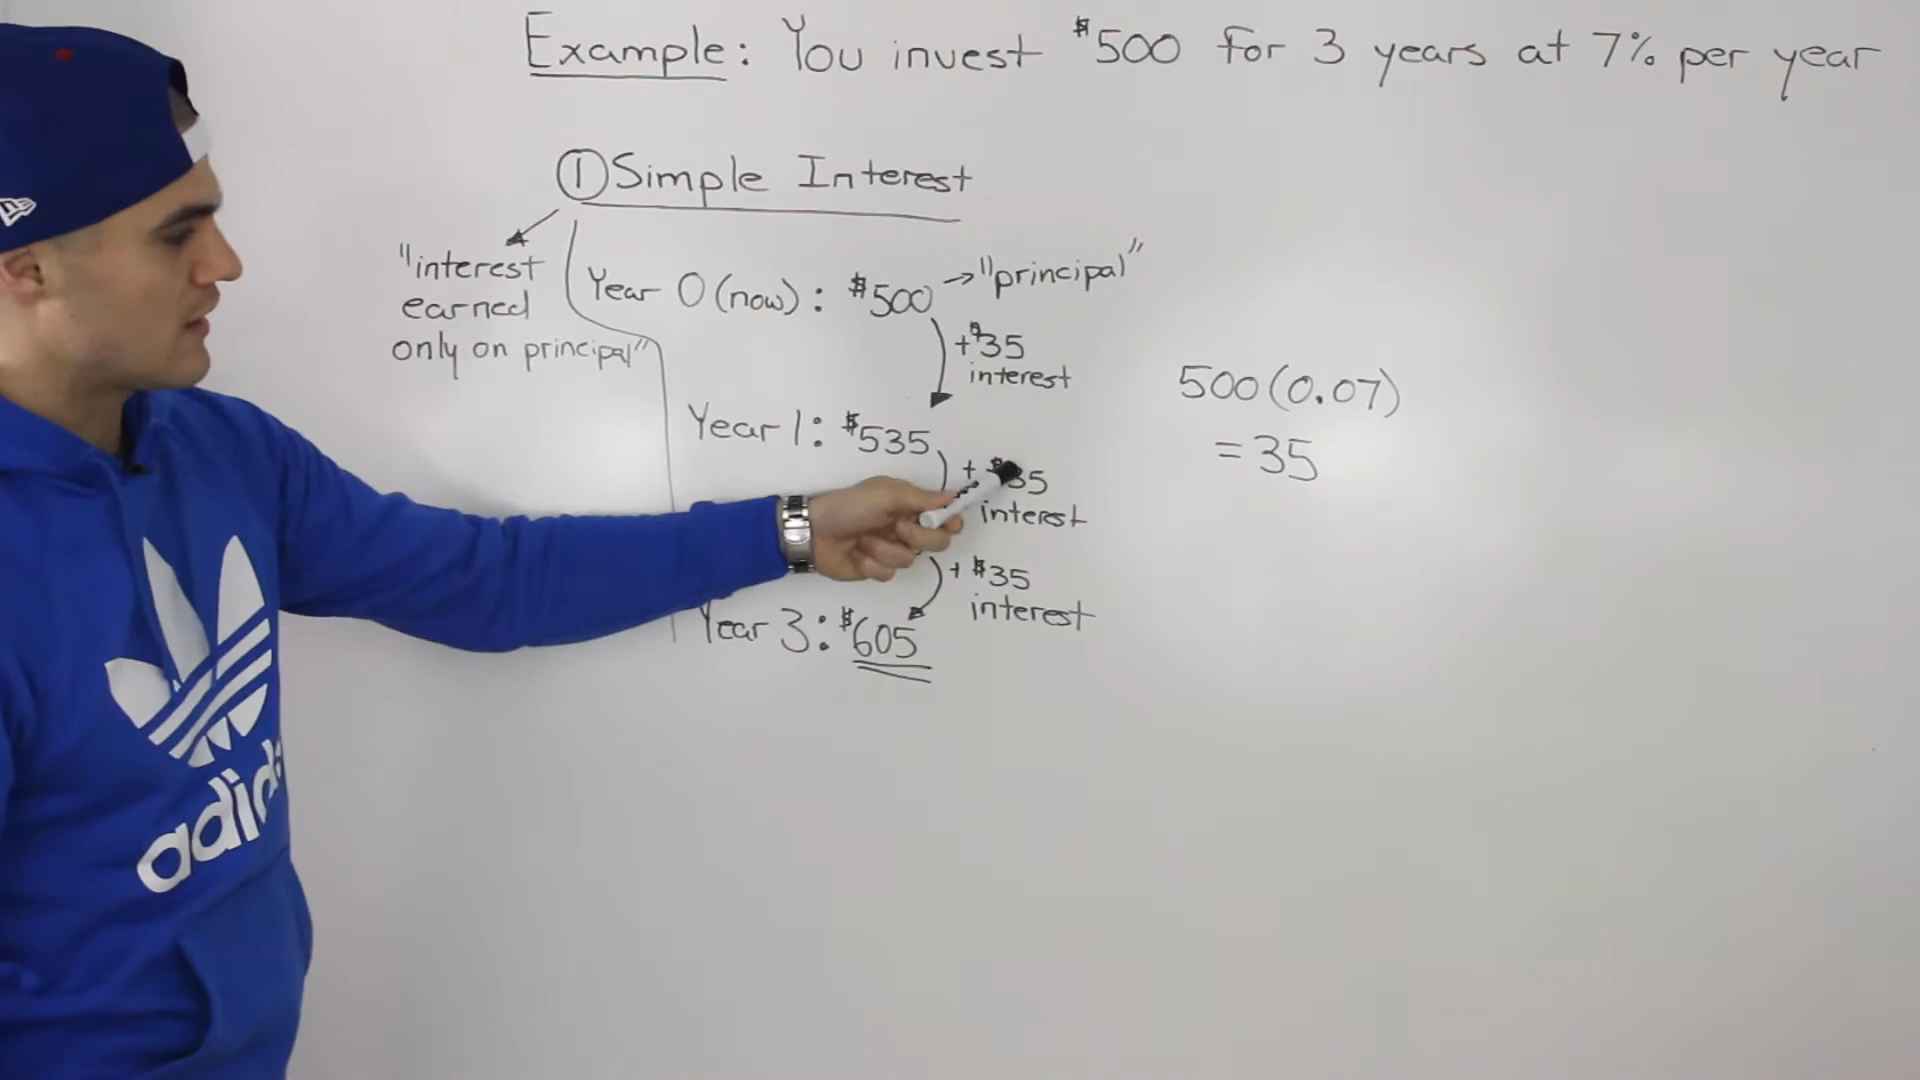 Example: You invest $500 for 3 years at 7% per year
① Simple Interest
"interest
earned
only on principal"
Year 0 (now): $500 → "principal"
+$35
interest
500(0.07)
= 35
Year 1: $535
+ $35
interest
+ $35
interest
Year 3: $605
adidas